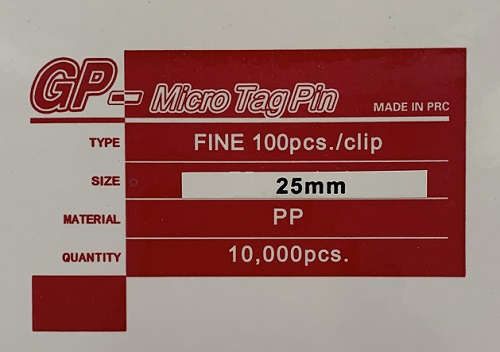 GP- Micro Tag Pin MADE IN PRC
TYPE FINE 100pcs./clip
SIZE 25mm
MATERIAL PP
QUANTITY 10,000pcs.